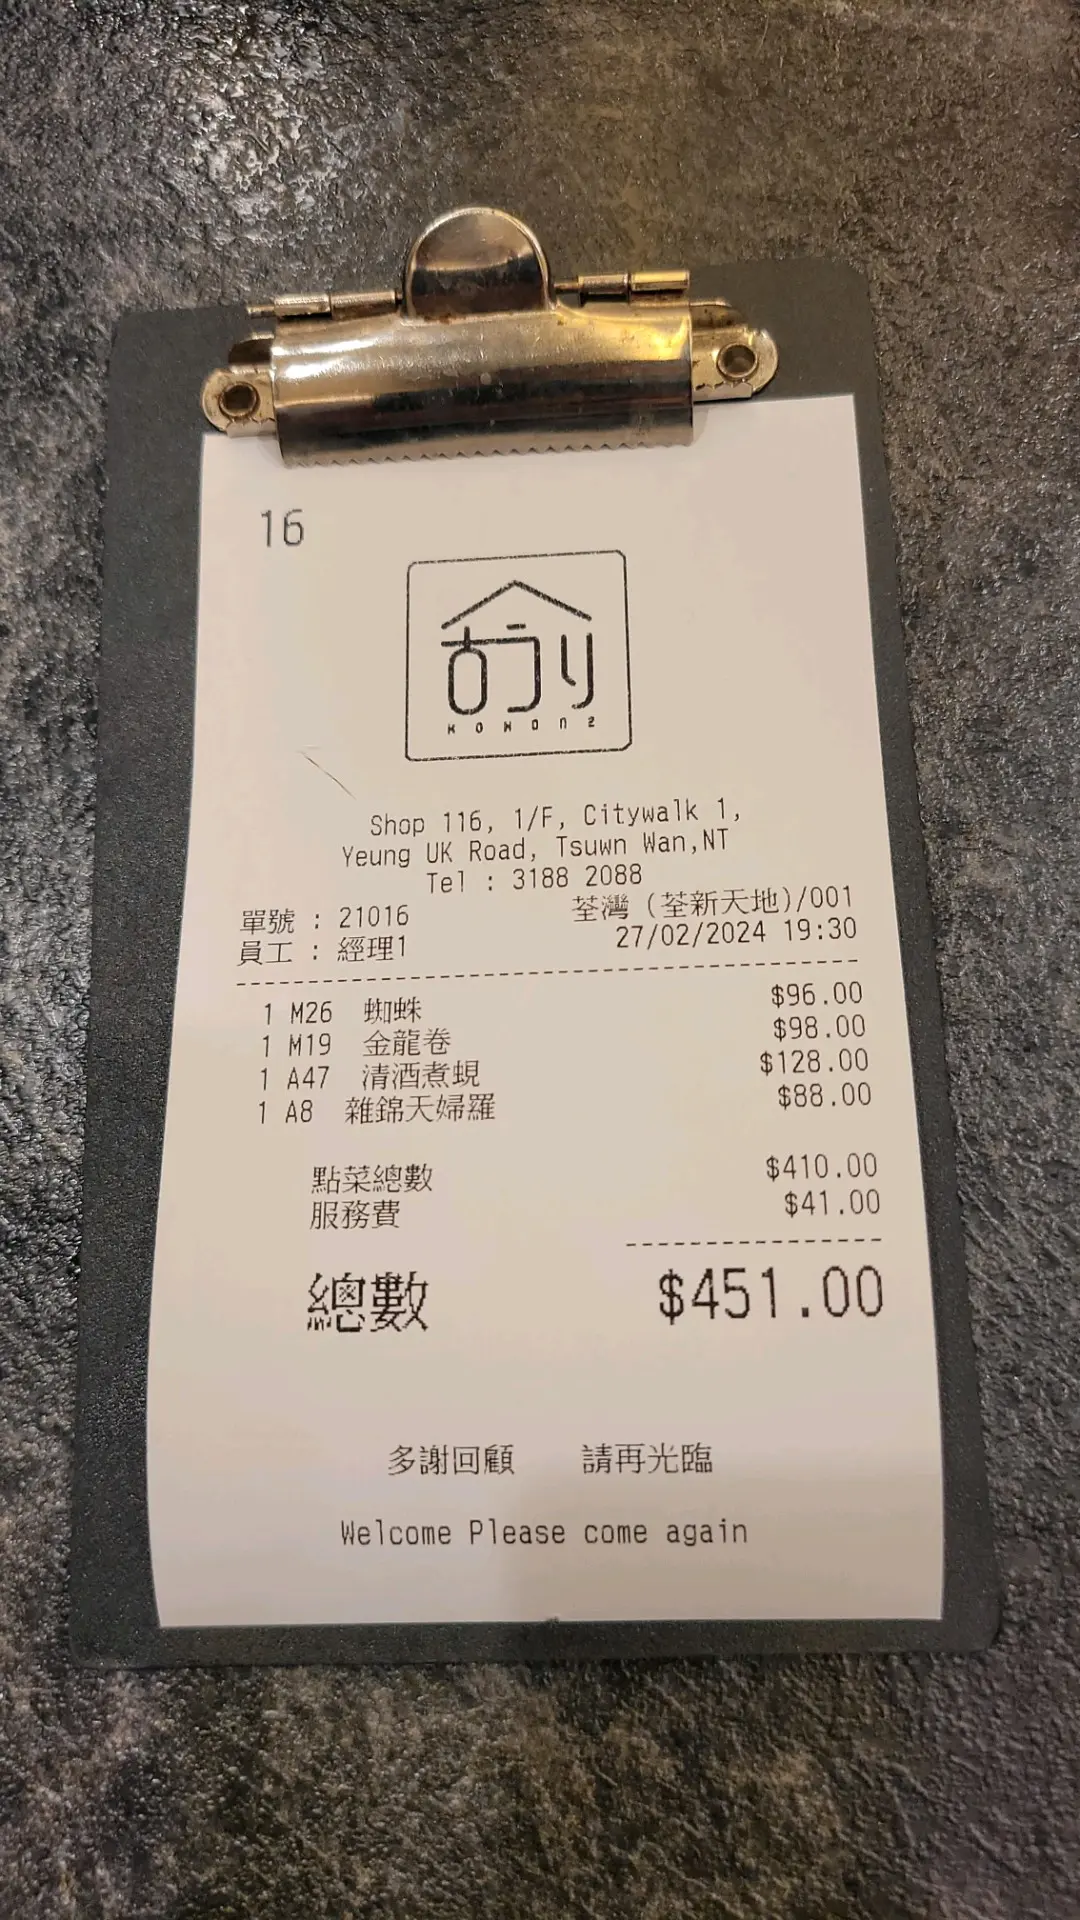 16
KOKON2
Shop 116, 1/F, Citywalk 1,
Yeung UK Road, Tsuwn Wan,NT
Tel : 3188 2088
單號 : 21016 荃灣 (荃新天地)/001
員工 : 經理1 27/02/2024 19:30
1 M26 蜘蛛 $96.00
1 M19 金龍卷 $98.00
1 A47 清酒煮蜆 $128.00
1 A8 雜錦天婦羅 $88.00
點菜總數 $410.00
服務費 $41.00
總數 $451.00
多謝回顧 請再光臨
Welcome Please come again